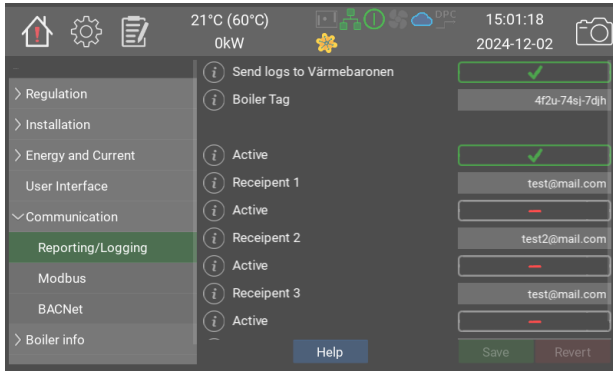 21°C (60°C)
0kW
DPC
15:01:18
2024-12-02
Send logs to Värmebaronen
Boiler Tag
4f2u-74sj-7djh
Regulation
Installation
Energy and Current
User Interface
Communication
Reporting/Logging
Modbus
BACNet
Boiler info
Active
Receipent 1
test@mail.com
Active
Receipent 2
test2@mail.com
Active
Receipent 3
test@mail.com
Active
Help
Save
Revert